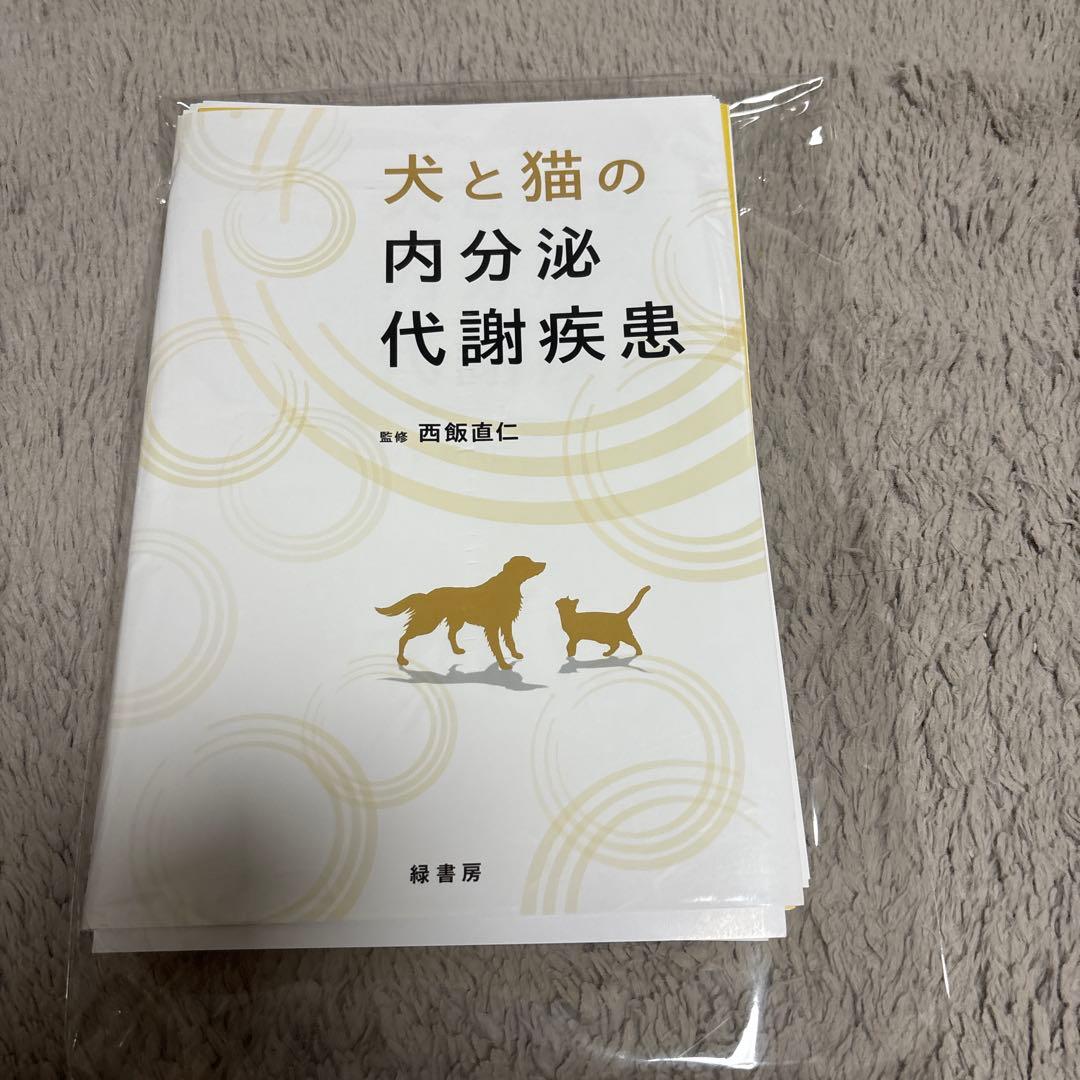 犬と猫の
内分泌
代謝疾患
監修 西飯直仁
緑書房